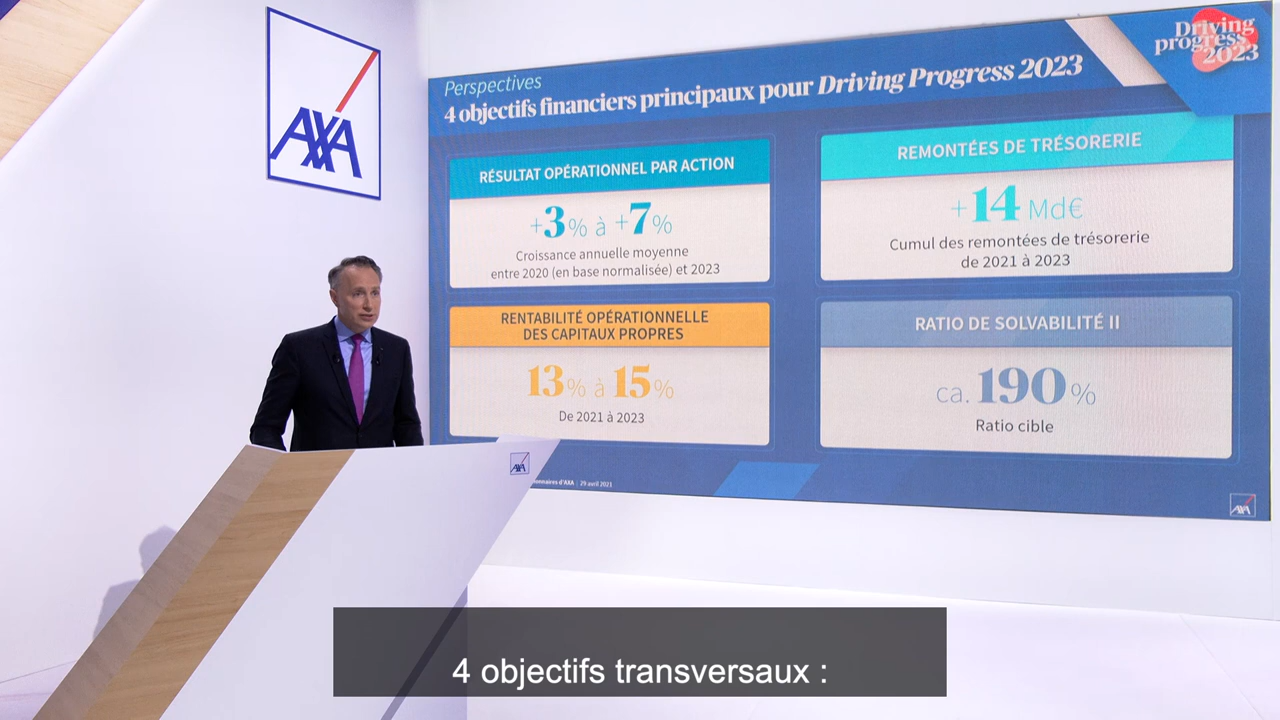 AXA
Perspectives
4 objectifs financiers principaux pour Driving Progress 2023
Driving
progress
2023
RÉSULTAT OPÉRATIONNEL PAR ACTION
+3% à +7%
Croissance annuelle moyenne
entre 2020 (en base normalisée) et 2023
REMONTÉES DE TRÉSORERIE
+14 Md€
Cumul des remontées de trésorerie
de 2021 à 2023
RENTABILITÉ OPÉRATIONNELLE
DES CAPITAUX PROPRES
13% à 15%
De 2021 à 2023
RATIO DE SOLVABILITÉ II
ca. 190%
Ratio cible
AXA
d'AXA | 29 avril 2021
AXA
4 objectifs transversaux :